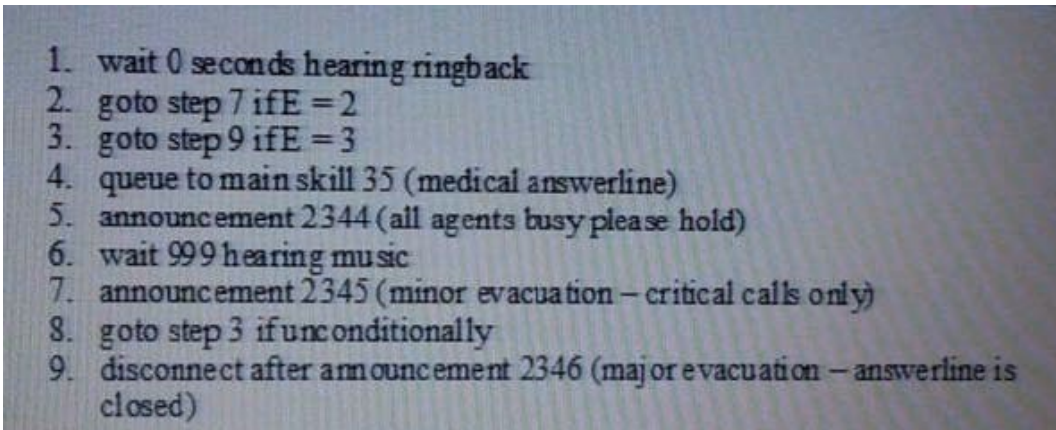 1. wait 0 seconds hearing ringback
2. goto step 7 if E = 2
3. goto step 9 if E = 3
4. queue to main skill 35 (medical answerline)
5. announcement 2344 (all agents busy please hold)
6. wait 999 hearing music
7. announcement 2345 (minor evacuation – critical calls only)
8. goto step 3 if unconditionally
9. disconnect after announcement 2346 (major evacuation – answerline is
closed)